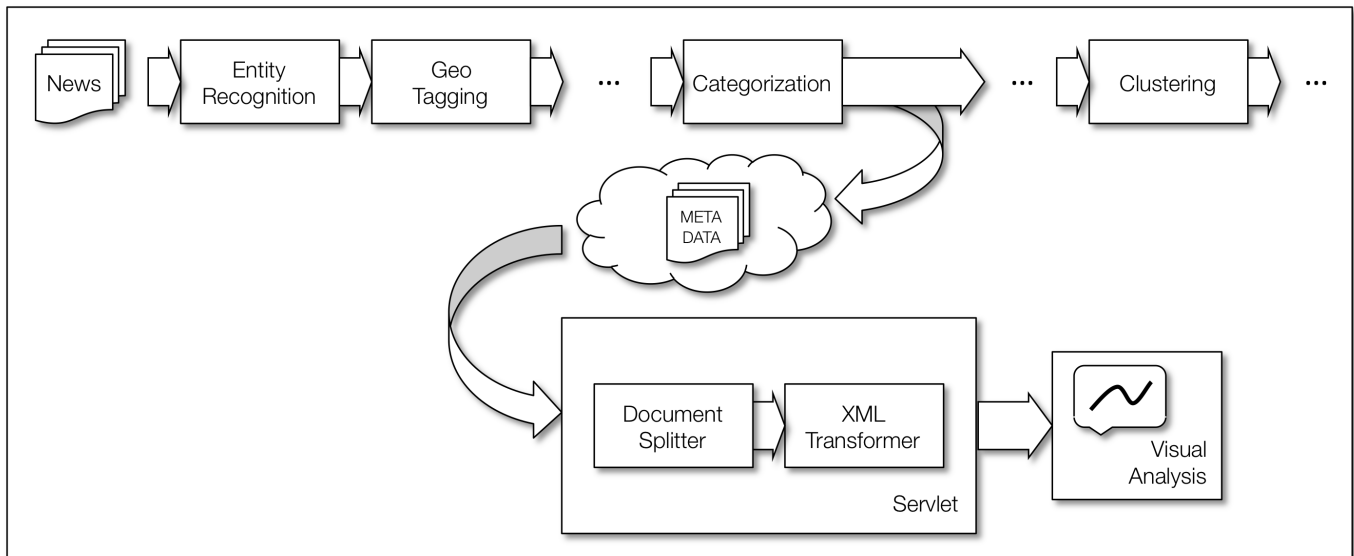 News
Entity
Recognition
Geo
Tagging
...
Categorization
...
Clustering
...
META
DATA
Document
Splitter
XML
Transformer
Servlet
Visual
Analysis